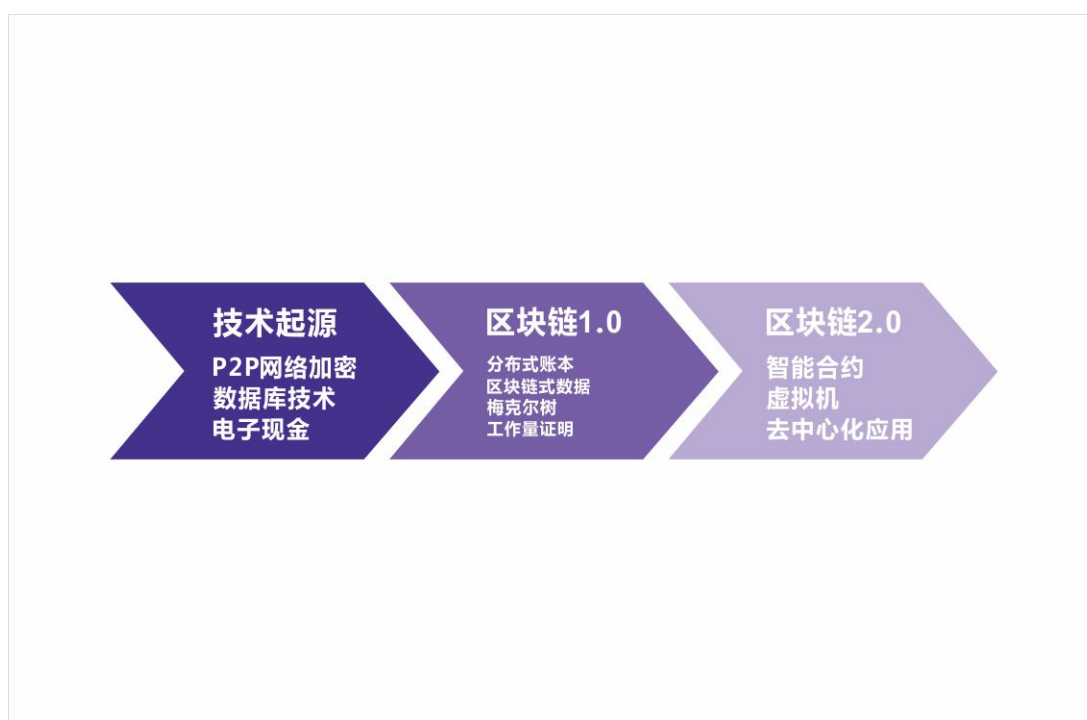 技术起源
P2P网络加密
数据库技术
电子现金
区块链1.0
分布式账本
区块链式数据
梅克尔树
工作量证明
区块链2.0
智能合约
虚拟机
去中心化应用